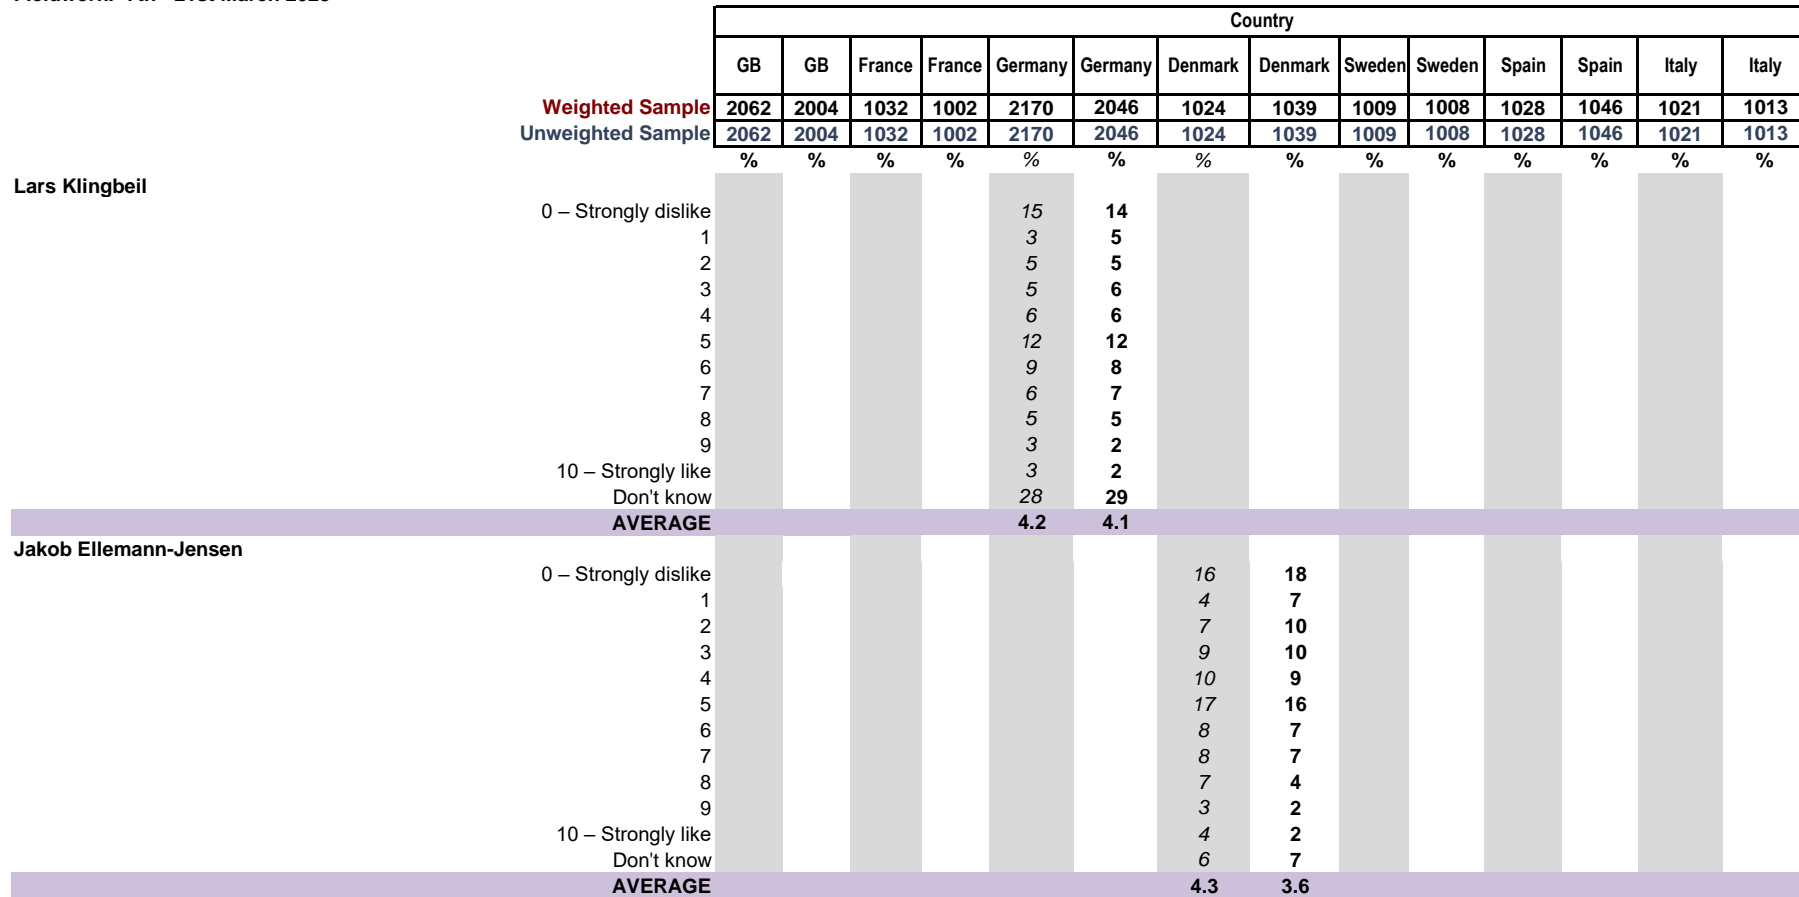 Country
GB GB France France Germany Germany Denmark Denmark Sweden Sweden Spain Spain Italy Italy
Weighted Sample 2062 2004 1032 1002 2170 2046 1024 1039 1009 1008 1028 1046 1021 1013
Unweighted Sample 2062 2004 1032 1002 2170 2046 1024 1039 1009 1008 1028 1046 1021 1013
% % % % % % % % % % % % % %
Lars Klingbeil
0 – Strongly dislike 15 14
1 3 5
2 5 5
3 5 6
4 6 6
5 12 12
6 9 8
7 6 7
8 5 5
9 3 2
10 – Strongly like 3 2
Don't know 28 29
AVERAGE 4.2 4.1
Jakob Ellemann-Jensen
0 – Strongly dislike 16 18
1 4 7
2 7 10
3 9 10
4 10 9
5 17 16
6 8 7
7 8 7
8 7 4
9 3 2
10 – Strongly like 4 2
Don't know 6 7
AVERAGE 4.3 3.6